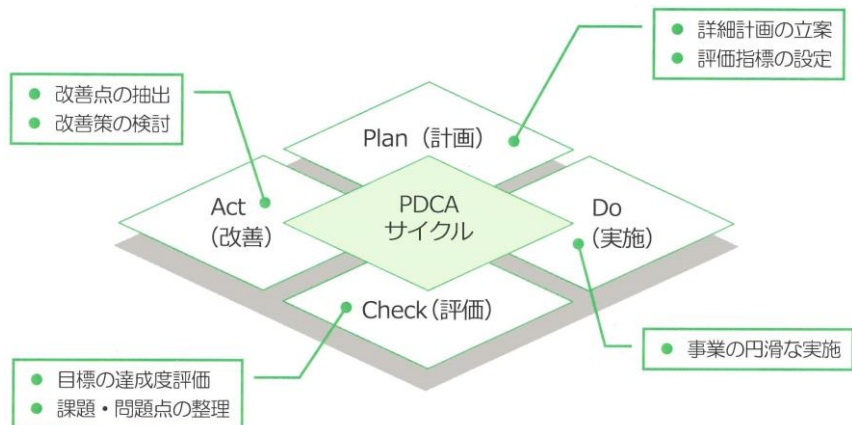 ● 詳細計画の立案
● 評価指標の設定
● 改善点の抽出
● 改善策の検討
Plan（計画）
Act
（改善）
PDCA
サイクル
Do
（実施）
Check（評価）
● 事業の円滑な実施
● 目標の達成度評価
● 課題・問題点の整理